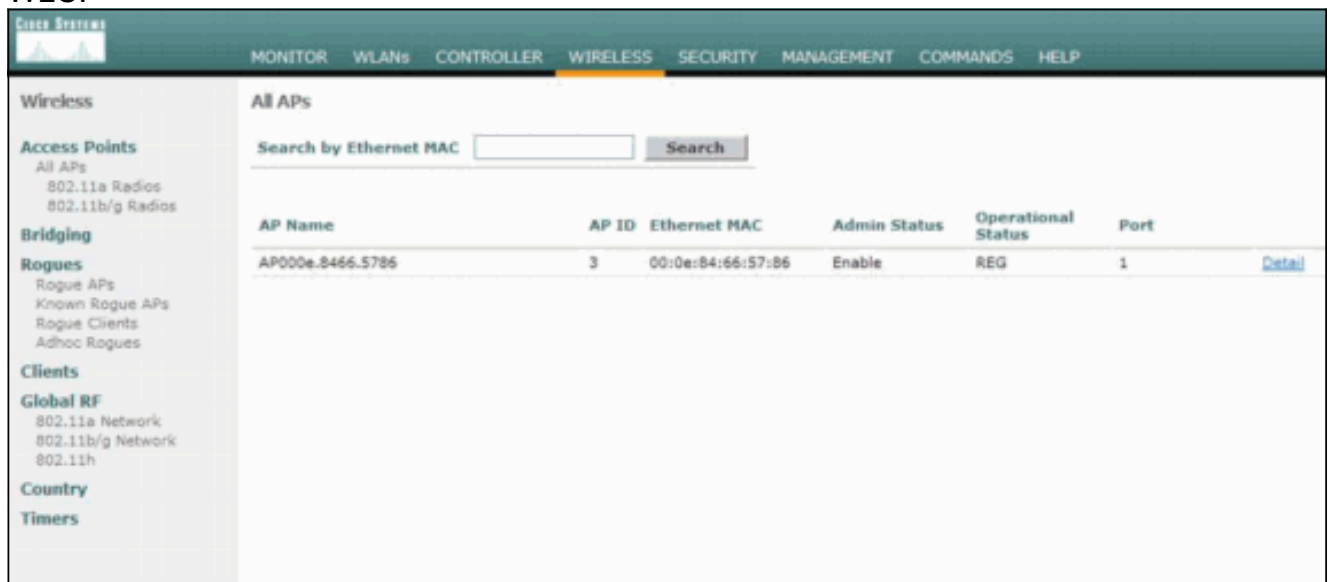 CISCO SYSTEMS
MONITOR WLANs CONTROLLER WIRELESS SECURITY MANAGEMENT COMMANDS HELP
Wireless
Access Points
All APs
802.11a Radios
802.11b/g Radios
Bridging
Rogues
Rogue APs
Known Rogue APs
Rogue Clients
Adhoc Rogues
Clients
Global RF
802.11a Network
802.11b/g Network
802.11h
Country
Timers
All APs
Search by Ethernet MAC Search
AP Name AP ID Ethernet MAC Admin Status Operational Status Port
AP000e.8466.5786 3 00:0e:84:66:57:86 Enable REG 1 Detail